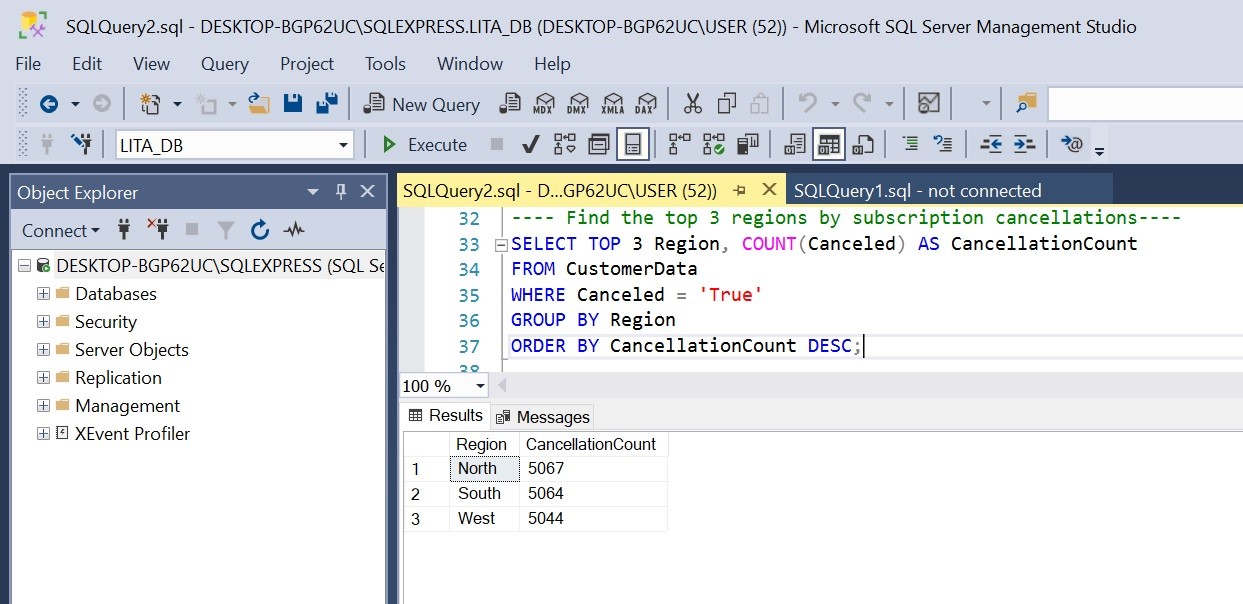 SQLQuery2.sql - DESKTOP-BGP62UC\SQLEXPRESS.LITA_DB (DESKTOP-BGP62UC\USER (52)) - Microsoft SQL Server Management Studio
File Edit View Query Project Tools Window Help
New Query MDX DMX XMLA DAX
LITA_DB Execute
Object Explorer
Connect
DESKTOP-BGP62UC\SQLEXPRESS (SQL Se
Databases
Security
Server Objects
Replication
Management
XEvent Profiler
SQLQuery2.sql - D...GP62UC\USER (52)) SQLQuery1.sql - not connected
32 ---- Find the top 3 regions by subscription cancellations----
33 SELECT TOP 3 Region, COUNT(Canceled) AS CancellationCount
34 FROM CustomerData
35 WHERE Canceled = 'True'
36 GROUP BY Region
37 ORDER BY CancellationCount DESC;
38
100 %
Results Messages
Region CancellationCount
1 North 5067
2 South 5064
3 West 5044